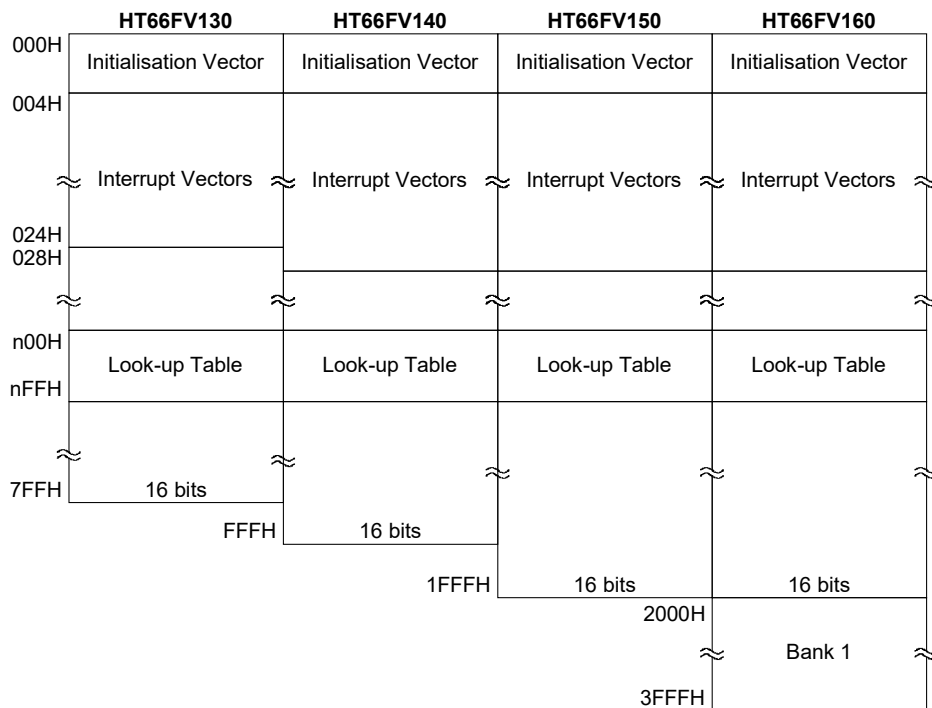 HT66FV130 HT66FV140 HT66FV150 HT66FV160
000H
Initialisation Vector Initialisation Vector Initialisation Vector Initialisation Vector
004H
Interrupt Vectors Interrupt Vectors Interrupt Vectors Interrupt Vectors
024H
028H
n00H
Look-up Table Look-up Table Look-up Table Look-up Table
nFFH
7FFH 16 bits
FFFH 16 bits
1FFFH 16 bits 16 bits
2000H
Bank 1
3FFFH